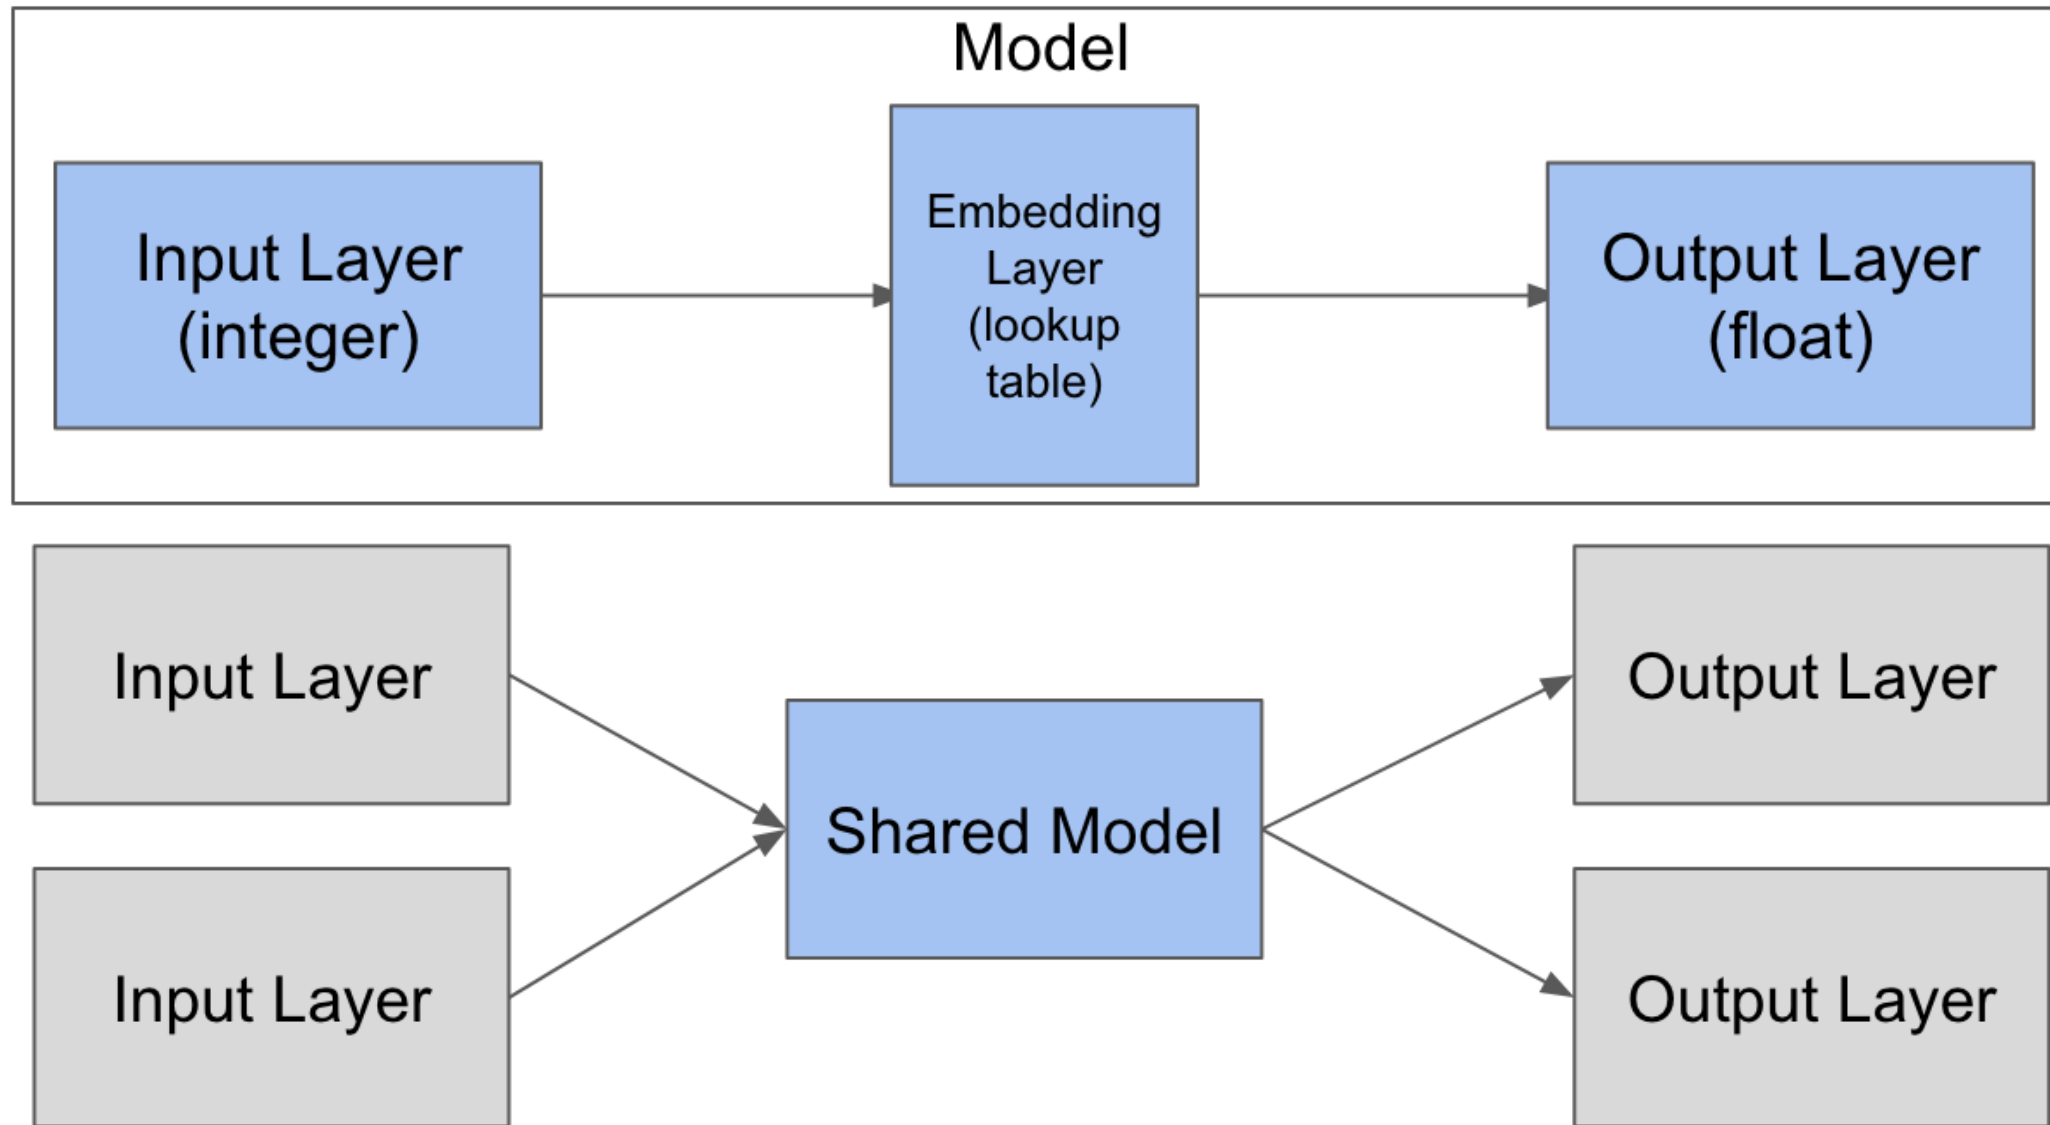 Model
Input Layer
(integer)
Embedding
Layer
(lookup
table)
Output Layer
(float)
Input Layer
Shared Model
Output Layer
Input Layer
Output Layer